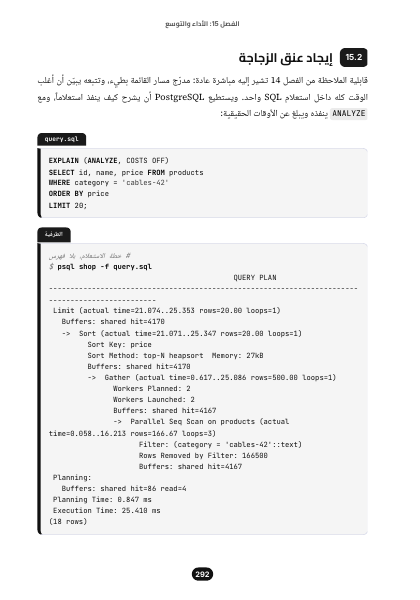 الفصل 15: الأداء والتوسع
15.2 إيجاد عنق الزجاجة
قابلية الملاحظة من الفصل 14 تشير إليه مباشرة عادة: مدرّج مسار القائمة بطيء، وتتبعه يبيّن أن أغلب
الوقت كله داخل استعلام SQL واحد. ويستطيع PostgreSQL أن يشرح كيف ينفذ استعلاماً، ومع
ANALYZE ينفذه ويبلغ عن الأوقات الحقيقية:
query.sql
EXPLAIN (ANALYZE, COSTS OFF)
SELECT id, name, price FROM products
WHERE category = 'cables-42'
ORDER BY price
LIMIT 20;
الطرفية
# خطة الاستعلام، بلا فهرس
$ psql shop -f query.sql
QUERY PLAN
------------------------------------------------------------------------
-------------------------
Limit (actual time=21.074..25.353 rows=20.00 loops=1)
Buffers: shared hit=4170
-> Sort (actual time=21.071..25.347 rows=20.00 loops=1)
Sort Key: price
Sort Method: top-N heapsort Memory: 27kB
Buffers: shared hit=4170
-> Gather (actual time=0.617..25.086 rows=500.00 loops=1)
Workers Planned: 2
Workers Launched: 2
Buffers: shared hit=4167
-> Parallel Seq Scan on products (actual
time=0.058..16.213 rows=166.67 loops=3)
Filter: (category = 'cables-42'::text)
Rows Removed by Filter: 166500
Buffers: shared hit=4167
Planning:
Buffers: shared hit=86 read=4
Planning Time: 0.847 ms
Execution Time: 25.410 ms
(18 rows)
292